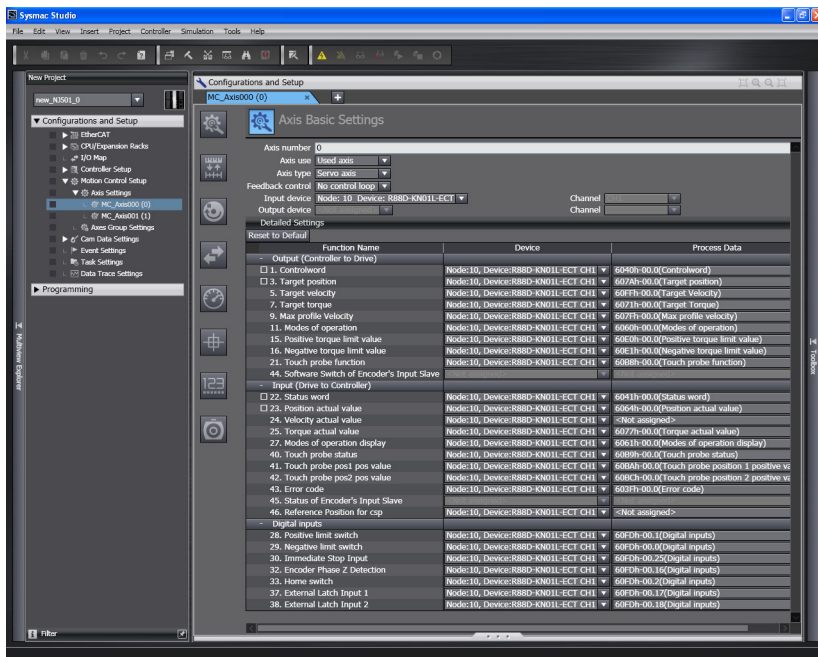 Sysmac Studio
File Edit View Insert Project Controller Simulation Tools Help
New Project
new_NJ501_0
Configurations and Setup
EtherCAT
CPU/Expansion Racks
I/O Map
Controller Setup
Motion Control Setup
Axis Settings
MC_Axis000 (0)
MC_Axis001 (1)
Axes Group Settings
Cam Data Settings
Event Settings
Task Settings
Data Trace Settings
Programming
Filter
Multiview Explorer
Configurations and Setup
MC_Axis000 (0) x +
Axis Basic Settings
Axis number 0
Axis use Used axis
Axis type Servo axis
Feedback control No control loop
Input device Node: 10 Device: R88D-KN01L-ECT Channel
Output device Channel
Detailed Settings
Reset to Defaul
Function Name Device Process Data
- Output (Controller to Drive)
1. Controlword Node:10, Device:R88D-KN01L-ECT CH1 6040h-00.0(Controlword)
3. Target position Node:10, Device:R88D-KN01L-ECT CH1 607Ah-00.0(Target position)
5. Target velocity Node:10, Device:R88D-KN01L-ECT CH1 60FFh-00.0(Target Velocity)
7. Target torque Node:10, Device:R88D-KN01L-ECT CH1 6071h-00.0(Target Torque)
9. Max profile Velocity Node:10, Device:R88D-KN01L-ECT CH1 607Fh-00.0(Max profile velocity)
11. Modes of operation Node:10, Device:R88D-KN01L-ECT CH1 6060h-00.0(Modes of operation)
15. Positive torque limit value Node:10, Device:R88D-KN01L-ECT CH1 60E0h-00.0(Positive torque limit value)
16. Negative torque limit value Node:10, Device:R88D-KN01L-ECT CH1 60E1h-00.0(Negative torque limit value)
21. Touch probe function Node:10, Device:R88D-KN01L-ECT CH1 60B8h-00.0(Touch probe function)
44. Software Switch of Encoder's Input Slave <Not assigned> <Not assigned>
- Input (Drive to Controller)
22. Status word Node:10, Device:R88D-KN01L-ECT CH1 6041h-00.0(Status word)
23. Position actual value Node:10, Device:R88D-KN01L-ECT CH1 6064h-00.0(Position actual value)
24. Velocity actual value Node:10, Device:R88D-KN01L-ECT CH1 <Not assigned>
25. Torque actual value Node:10, Device:R88D-KN01L-ECT CH1 6077h-00.0(Torque actual value)
27. Modes of operation display Node:10, Device:R88D-KN01L-ECT CH1 6061h-00.0(Modes of operation display)
40. Touch probe status Node:10, Device:R88D-KN01L-ECT CH1 60B9h-00.0(Touch probe status)
41. Touch probe pos1 pos value Node:10, Device:R88D-KN01L-ECT CH1 60BAh-00.0(Touch probe position 1 positive va
42. Touch probe pos2 pos value Node:10, Device:R88D-KN01L-ECT CH1 60BCh-00.0(Touch probe position 2 positive va
43. Error code Node:10, Device:R88D-KN01L-ECT CH1 603Fh-00.0(Error code)
45. Status of Encoder's Input Slave
46. Reference Position for csp Node:10, Device:R88D-KN01L-ECT CH1 <Not assigned>
- Digital inputs
28. Positive limit switch Node:10, Device:R88D-KN01L-ECT CH1 60FDh-00.1(Digital inputs)
29. Negative limit switch Node:10, Device:R88D-KN01L-ECT CH1 60FDh-00.0(Digital inputs)
30. Immediate Stop Input Node:10, Device:R88D-KN01L-ECT CH1 60FDh-00.25(Digital inputs)
32. Encoder Phase Z Detection Node:10, Device:R88D-KN01L-ECT CH1 60FDh-00.16(Digital inputs)
33. Home switch Node:10, Device:R88D-KN01L-ECT CH1 60FDh-00.2(Digital inputs)
37. External Latch Input 1 Node:10, Device:R88D-KN01L-ECT CH1 60FDh-00.17(Digital inputs)
38. External Latch Input 2 Node:10, Device:R88D-KN01L-ECT CH1 60FDh-00.18(Digital inputs)
Toolbox